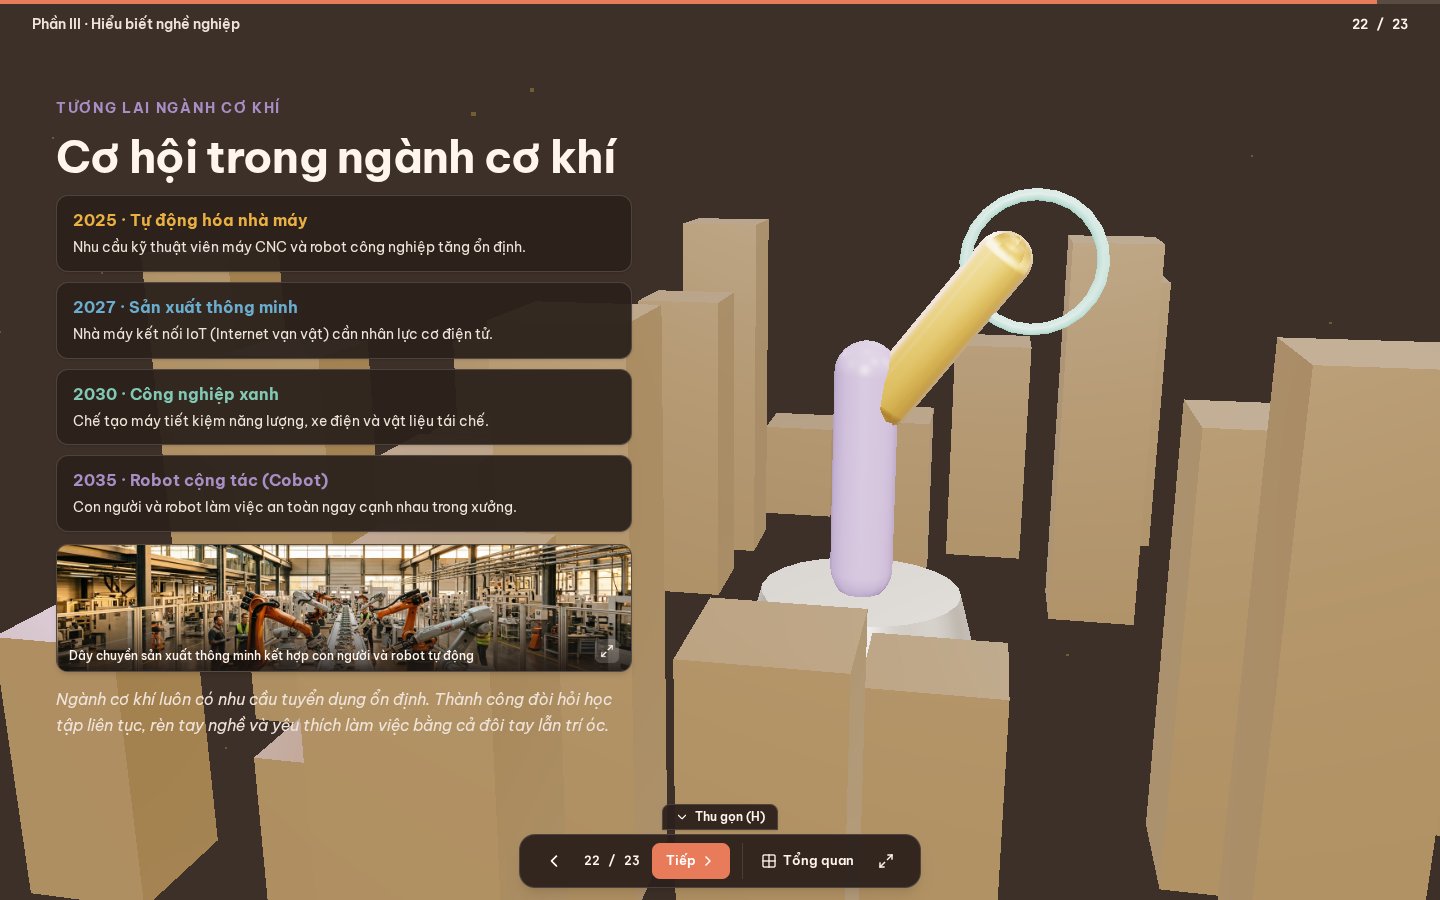 Phần III · Hiểu biết nghề nghiệp
22 / 23
TƯƠNG LAI NGÀNH CƠ KHÍ
Cơ hội trong ngành cơ khí
2025 · Tự động hóa nhà máy
Nhu cầu kỹ thuật viên máy CNC và robot công nghiệp tăng ổn định.
2027 · Sản xuất thông minh
Nhà máy kết nối IoT (Internet vạn vật) cần nhân lực cơ điện tử.
2030 · Công nghiệp xanh
Chế tạo máy tiết kiệm năng lượng, xe điện và vật liệu tái chế.
2035 · Robot cộng tác (Cobot)
Con người và robot làm việc an toàn ngay cạnh nhau trong xưởng.
Dây chuyền sản xuất thông minh kết hợp con người và robot tự động
Ngành cơ khí luôn có nhu cầu tuyển dụng ổn định. Thành công đòi hỏi học
tập liên tục, rèn tay nghề và yêu thích làm việc bằng cả đôi tay lẫn trí óc.
Thu gọn (H)
22 / 23
Tiếp
Tổng quan